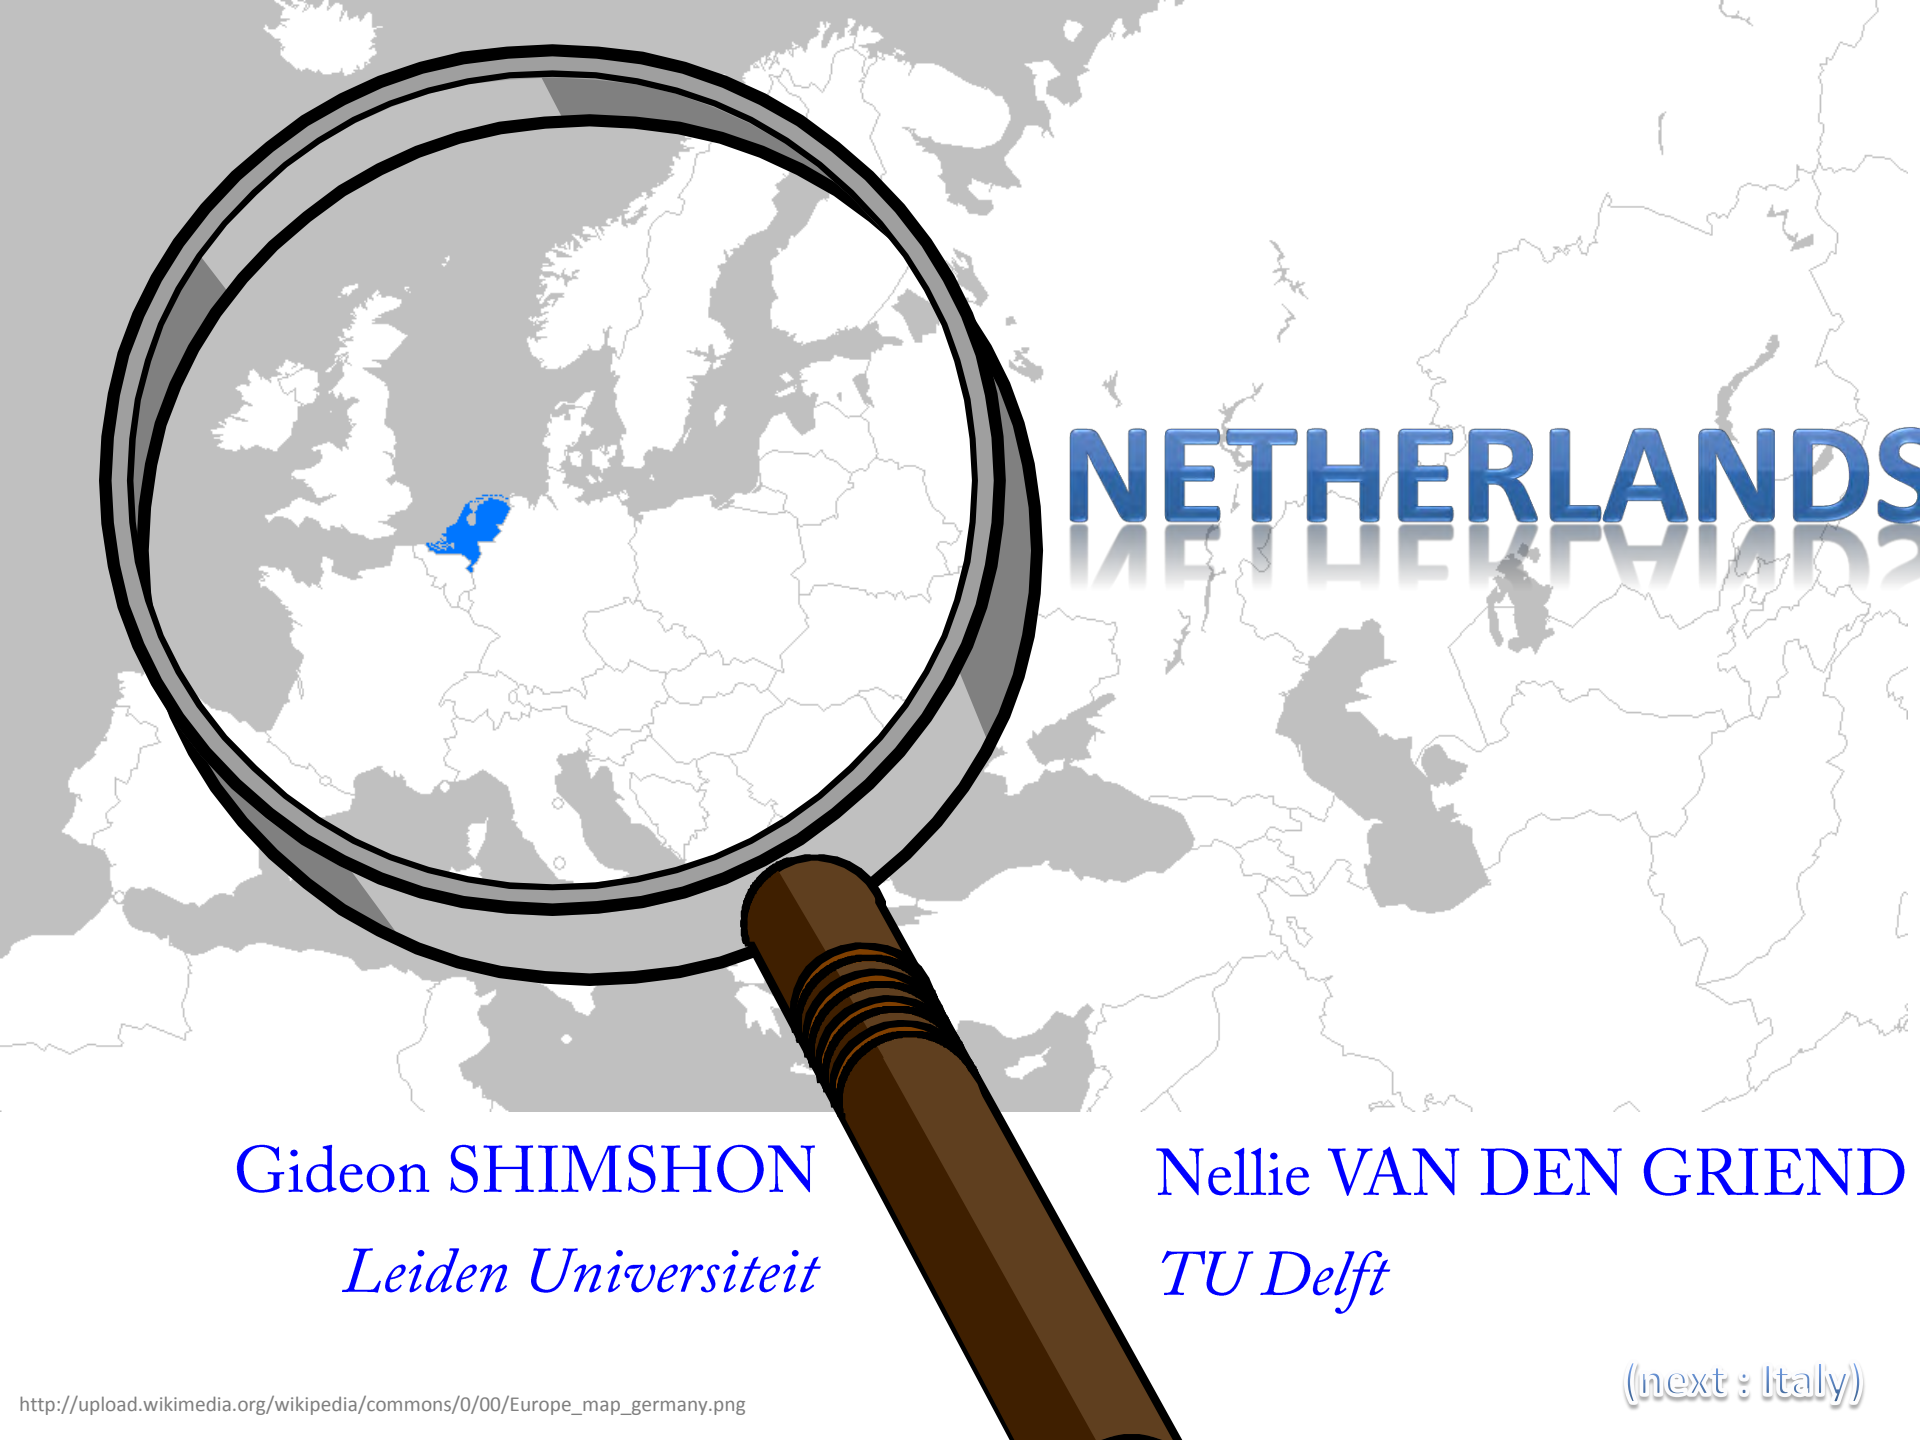 NETHERLANDS
Gideon SHIMSHON
Leiden Universiteit
Nellie VAN DEN GRIEND
TU Delft
(next : Italy)
http://upload.wikimedia.org/wikipedia/commons/0/00/Europe_map_germany.png